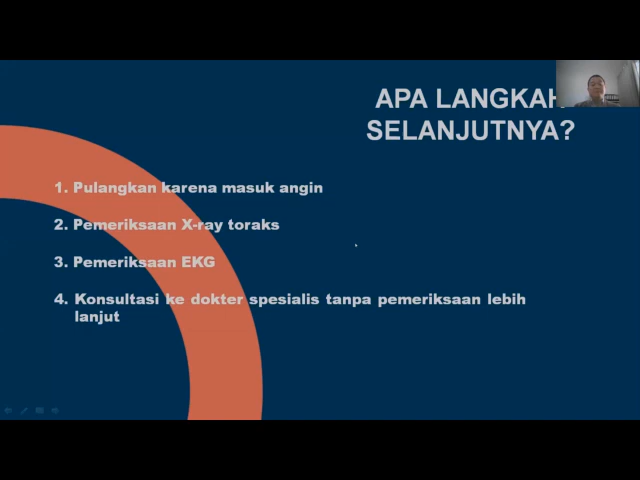 APA LANGKAH
SELANJUTNYA?
1. Pulangkan karena masuk angin
2. Pemeriksaan X-ray toraks
3. Pemeriksaan EKG
4. Konsultasi ke dokter spesialis tanpa pemeriksaan lebih
lanjut